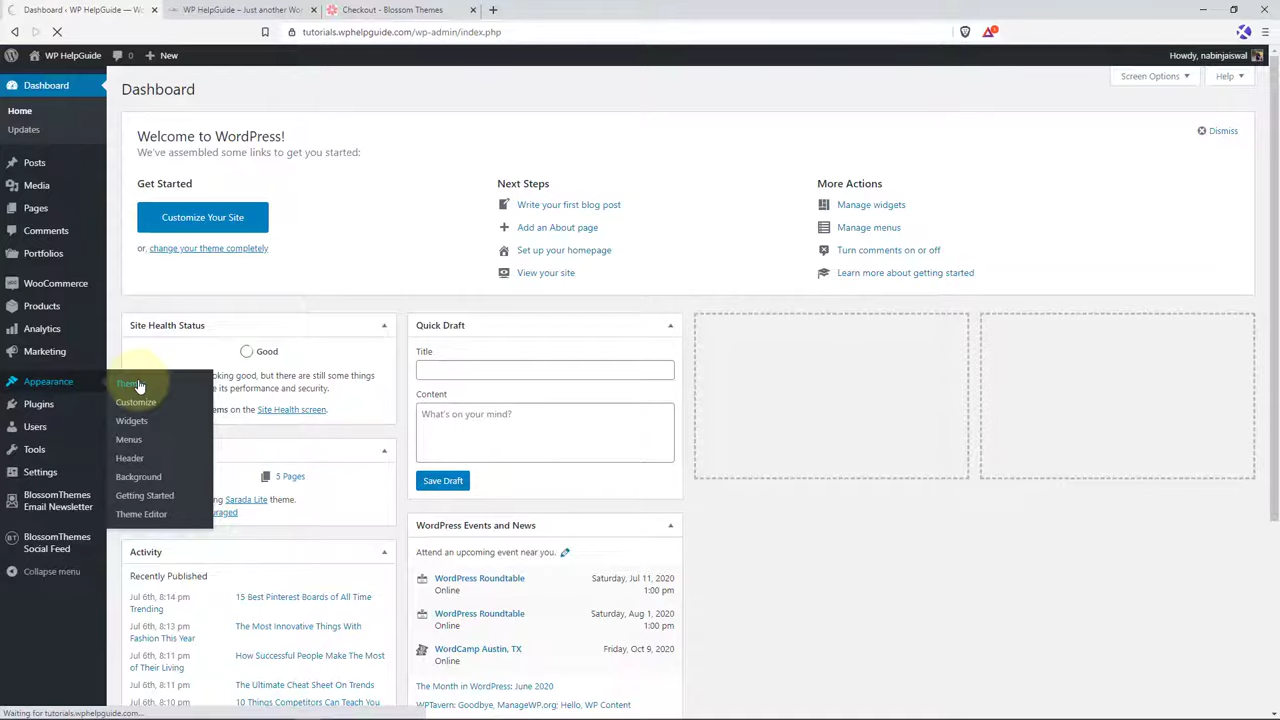 Dashboard ‹ WP HelpGuide — Wo
WP HelpGuide – Just another Wo
Checkout - Blossom Themes
tutorials.wphelpguide.com/wp-admin/index.php
WP HelpGuide
0
New
Howdy, nabinjaiswal
Dashboard
Home
Updates
Posts
Media
Pages
Comments
Portfolios
WooCommerce
Products
Analytics
Marketing
Appearance
Plugins
Users
Tools
Settings
BlossomThemes
Email Newsletter
BlossomThemes
Social Feed
Collapse menu
Customize
Widgets
Menus
Header
Background
Getting Started
Theme Editor
Dashboard
Screen Options
Help
Welcome to WordPress!
We've assembled some links to get you started:
Dismiss
Get Started
Customize Your Site
or, change your theme completely
Next Steps
Write your first blog post
Add an About page
Set up your homepage
View your site
More Actions
Manage widgets
Manage menus
Turn comments on or off
Learn more about getting started
Site Health Status
Good
oking good, but there are still some things
e its performance and security.
ems on the Site Health screen.
5 Pages
ng Sarada Lite theme.
ouraged
Activity
Recently Published
Jul 6th, 8:14 pm 15 Best Pinterest Boards of All Time
Trending
Jul 6th, 8:13 pm The Most Innovative Things With
Fashion This Year
Jul 6th, 8:11 pm How Successful People Make The Most
of Their Living
Jul 6th, 8:11 pm The Ultimate Cheat Sheet On Trends
Jul 6th, 8:10 pm 10 Things Competitors Can Teach You
Quick Draft
Title
Content
What's on your mind?
Save Draft
WordPress Events and News
Attend an upcoming event near you.
WordPress Roundtable Saturday, Jul 11, 2020
Online 1:00 pm
WordPress Roundtable Saturday, Aug 1, 2020
Online 1:00 pm
WordCamp Austin, TX Friday, Oct 9, 2020
Online
The Month in WordPress: June 2020
WPTavern: Goodbye, ManageWP.org; Hello, WP Content
Waiting for tutorials.wphelpguide.com...